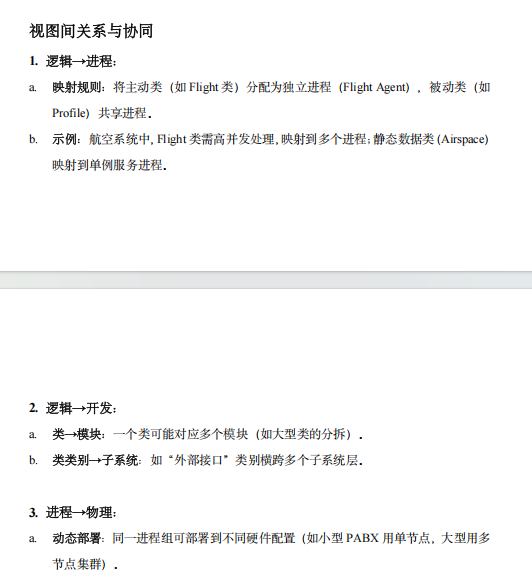 视图间关系与协同
1. 逻辑→进程：
a. 映射规则：将主动类（如 Flight 类）分配为独立进程（Flight Agent），被动类（如
Profile）共享进程。
b. 示例：航空系统中，Flight 类需高并发处理，映射到多个进程；静态数据类 (Airspace)
映射到单例服务进程。
2. 逻辑→开发：
a. 类→模块：一个类可能对应多个模块（如大型类的分拆）。
b. 类类别→子系统：如“外部接口”类别横跨多个子系统层。
3. 进程→物理：
a. 动态部署：同一进程组可部署到不同硬件配置（如小型 PABX 用单节点，大型用多
节点集群）。